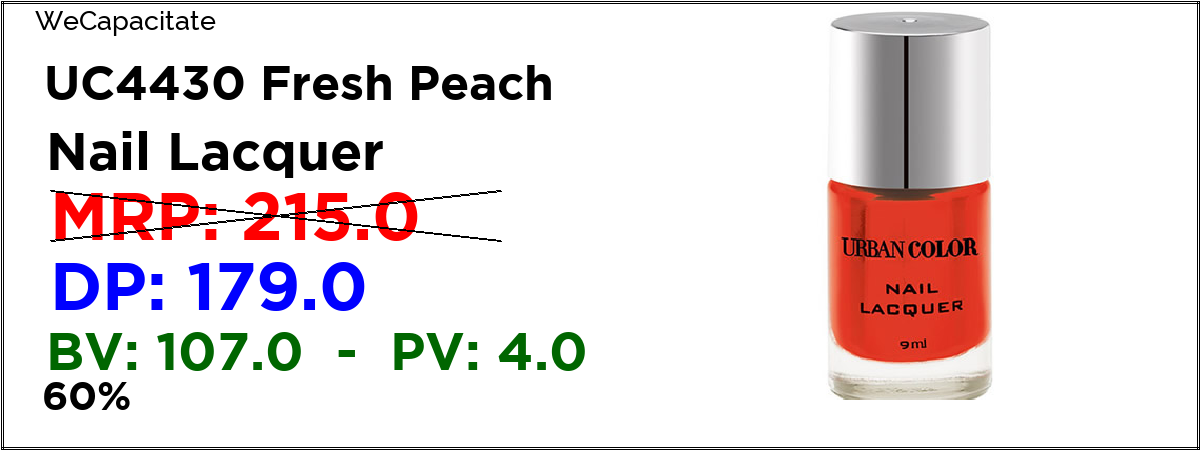 WeCapacitate
UC4430 Fresh Peach
Nail Lacquer
MRP: 215.0
DP: 179.0
BV: 107.0 - PV: 4.0
60%
URBAN COLOR
NAIL
LACQUER
9ml